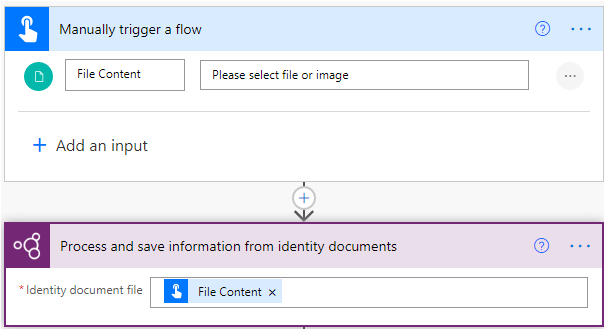 Manually trigger a flow
File Content
Please select file or image
Add an input
Process and save information from identity documents
* Identity document file
File Content ×